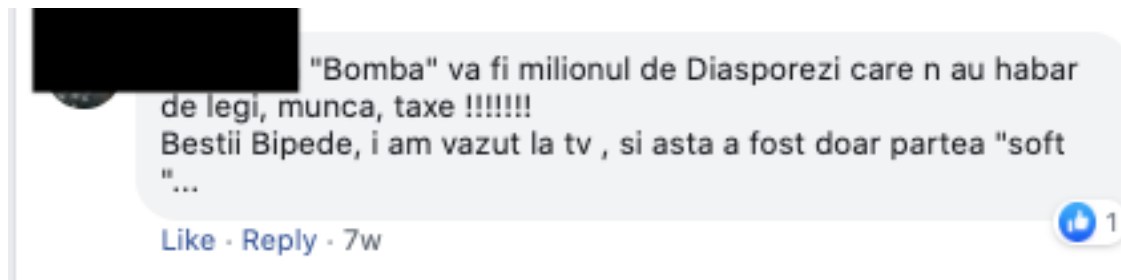 "Bomba" va fi milionul de Diasporezi care n au habar
de legi, munca, taxe !!!!!!!
Bestii Bipede, i am vazut la tv , si asta a fost doar partea "soft
"...
1
Like · Reply · 7w